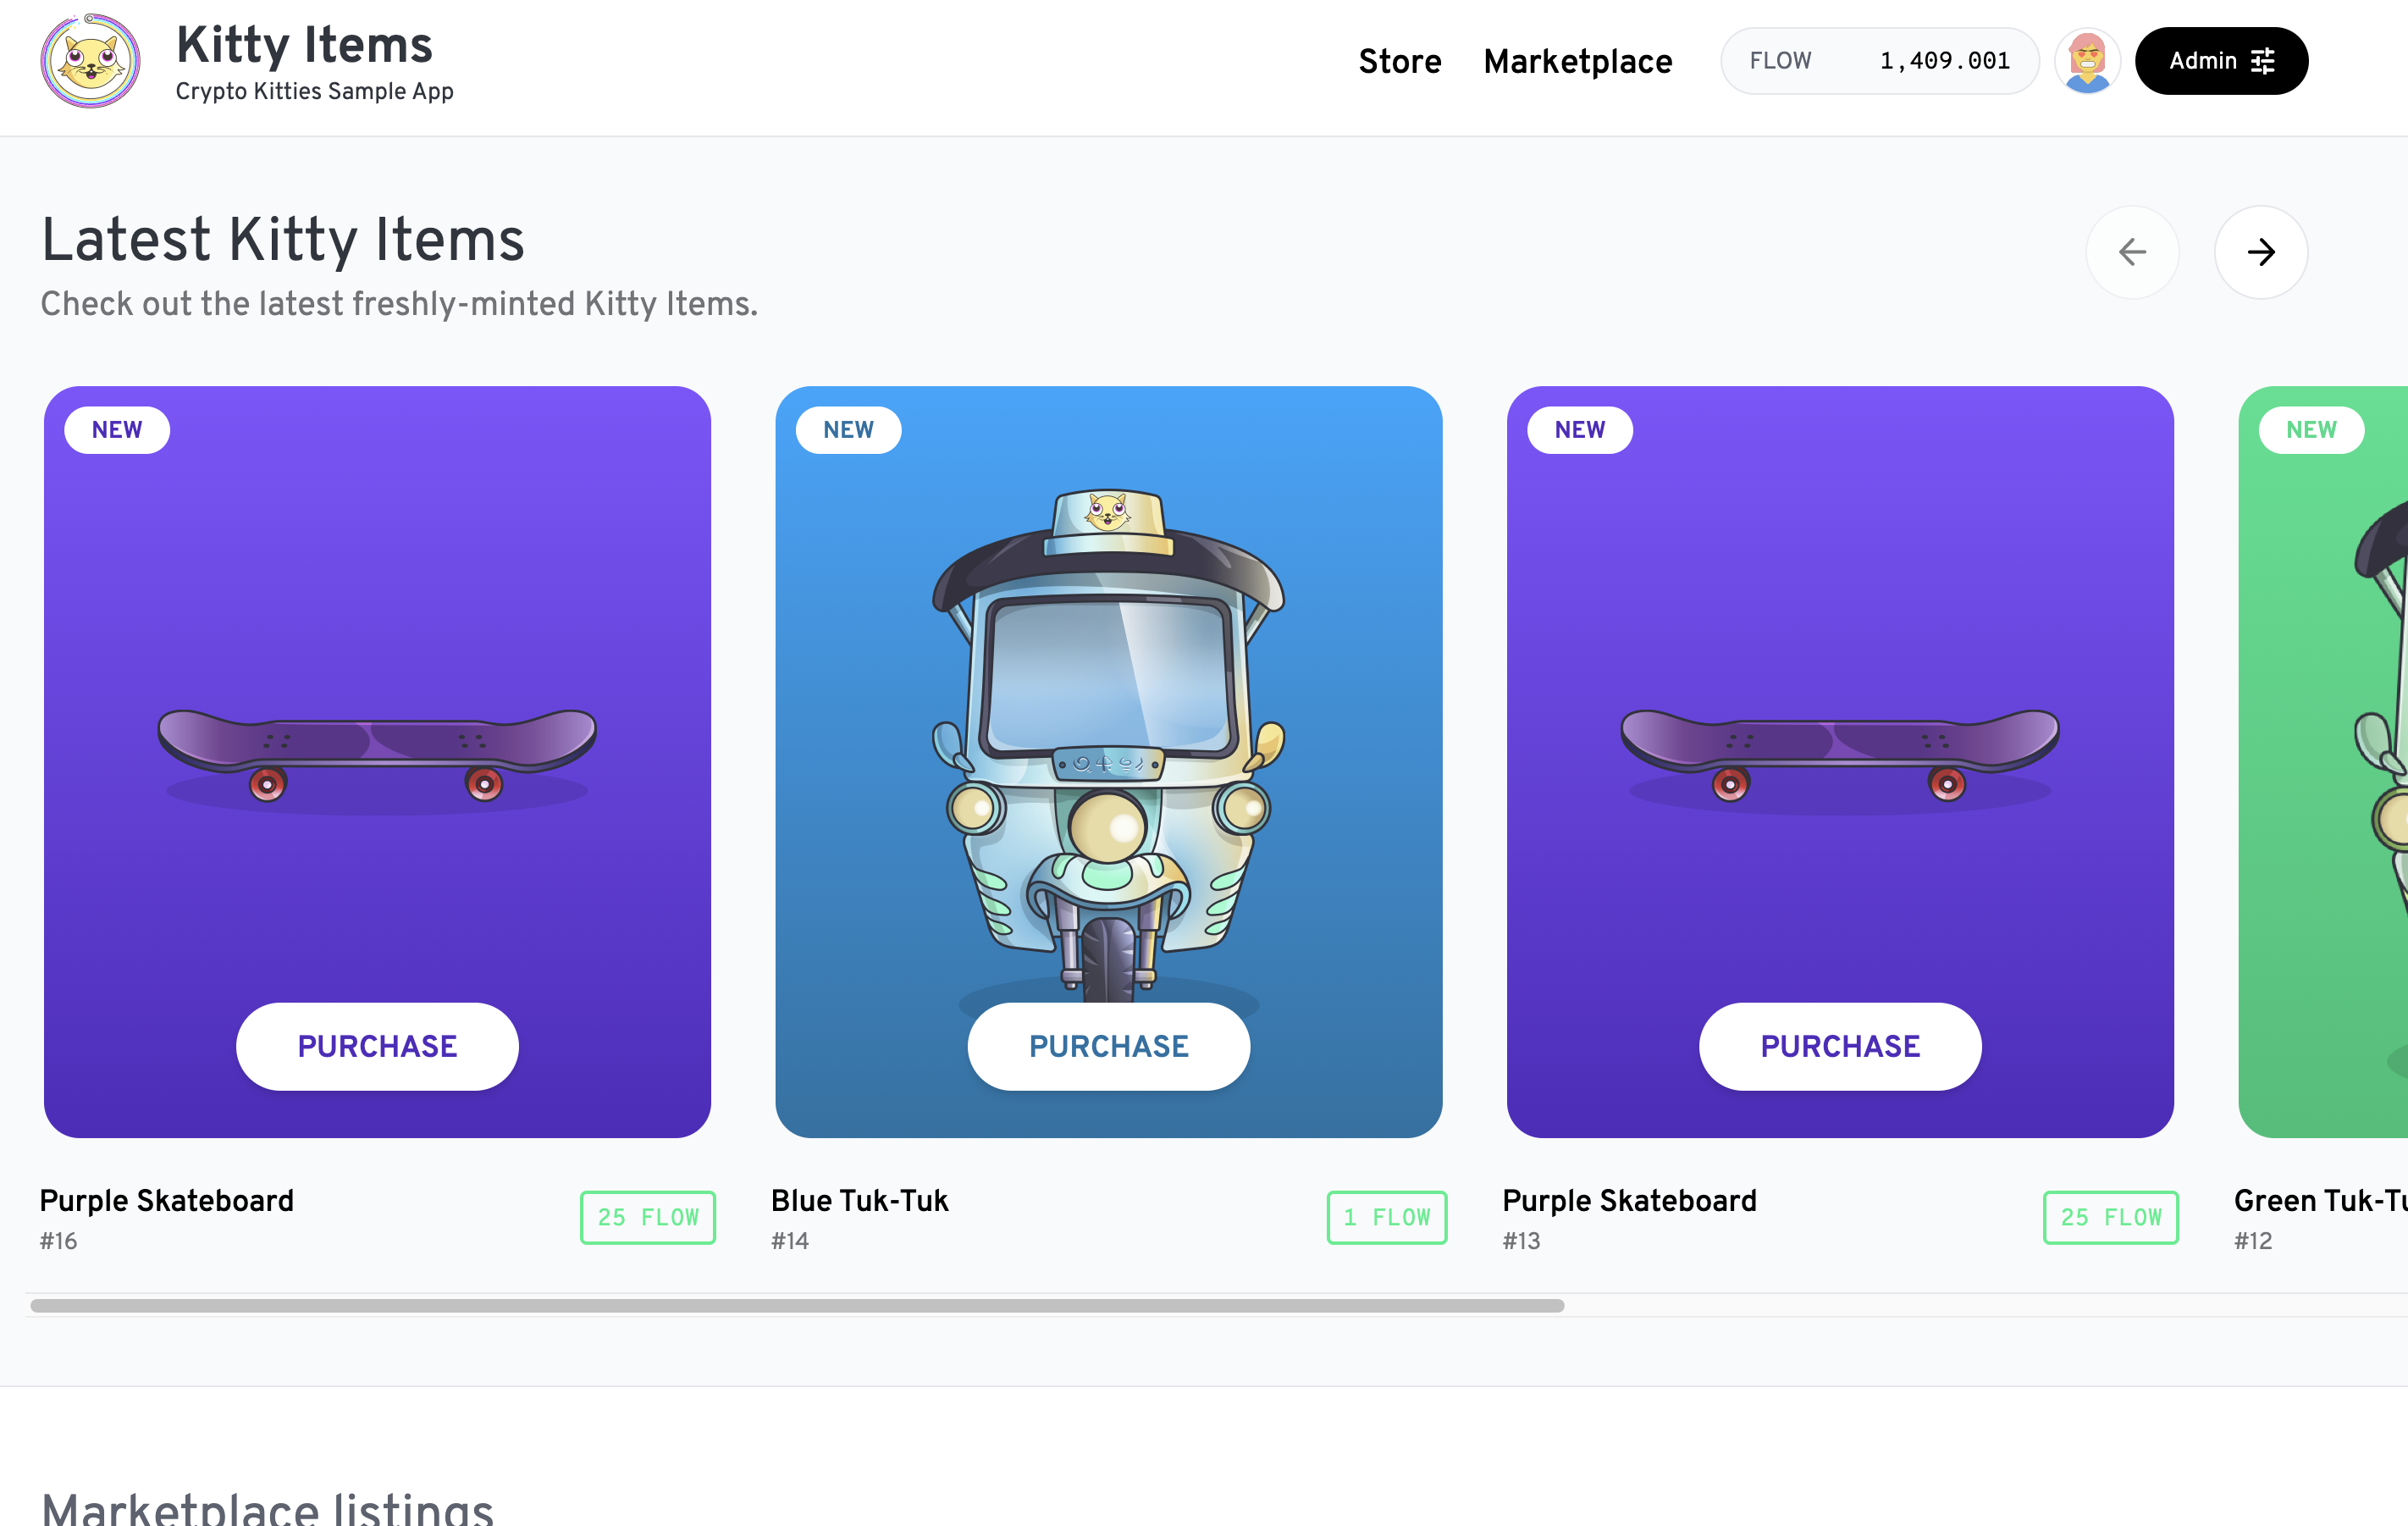 Kitty Items
Crypto Kitties Sample App
Store
Marketplace
FLOW 1,409.001
Admin
Latest Kitty Items
Check out the latest freshly-minted Kitty Items.
NEW
NEW
NEW
NEW
PURCHASE
PURCHASE
PURCHASE
Purple Skateboard
#16
25 FLOW
Blue Tuk-Tuk
#14
1 FLOW
Purple Skateboard
#13
25 FLOW
Green Tuk-Tu
#12
Marketplace listings